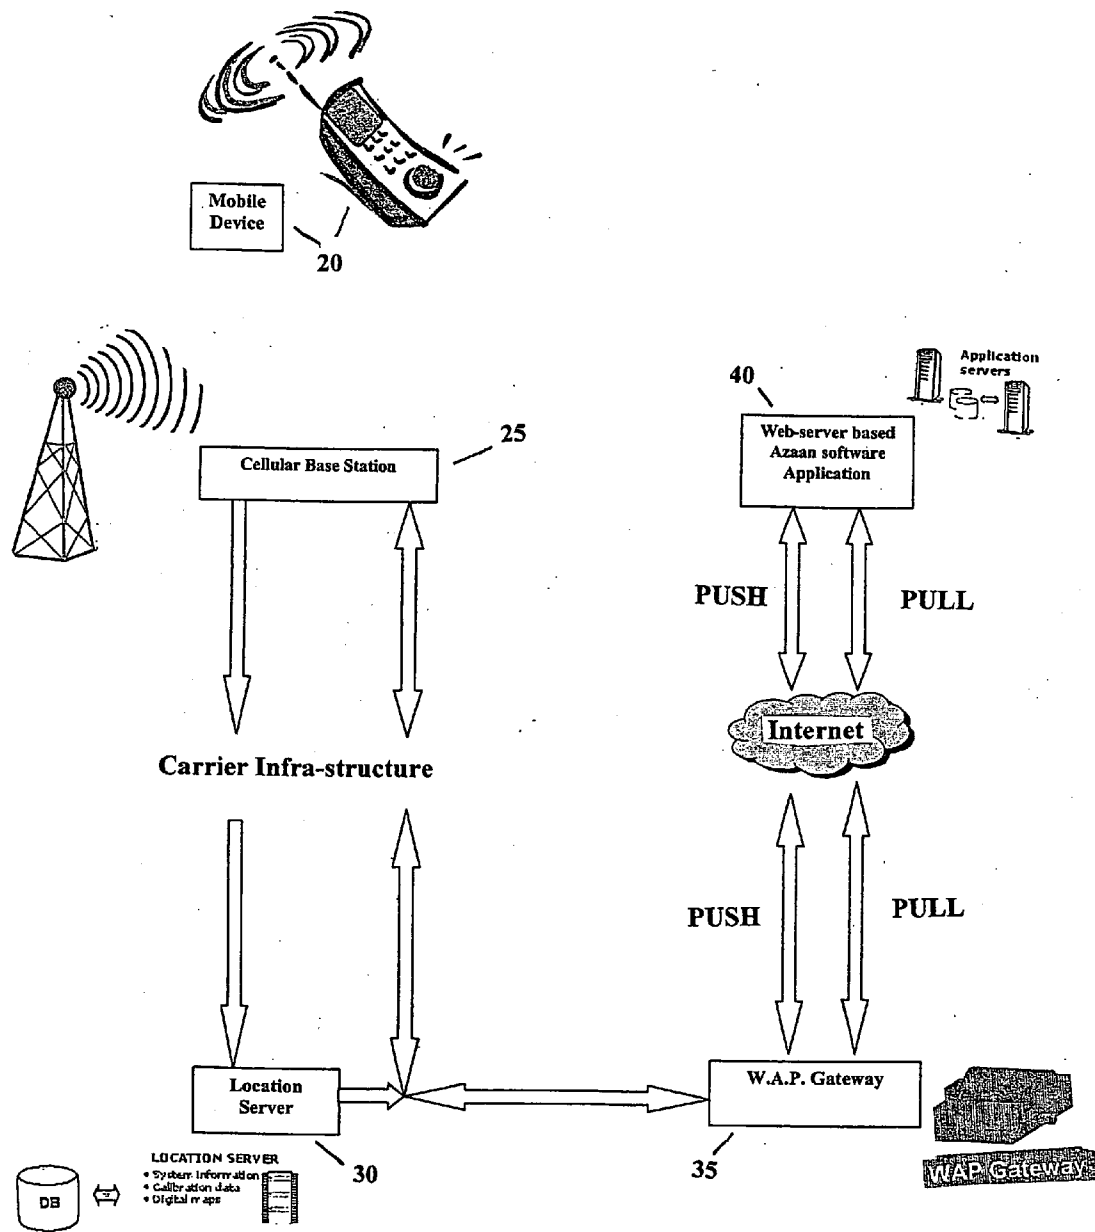 Mobile
Device
20
Application
servers
40
25
Web-server based
Azaan software
Application
Cellular Base Station
PUSH
PULL
Internet
Carrier Infra-structure
PUSH
PULL
Location
Server
W.A.P. Gateway
30
35
LOCATION SERVER
• System Information
• Calibration data
• Digital maps
DB
WAP Gateway